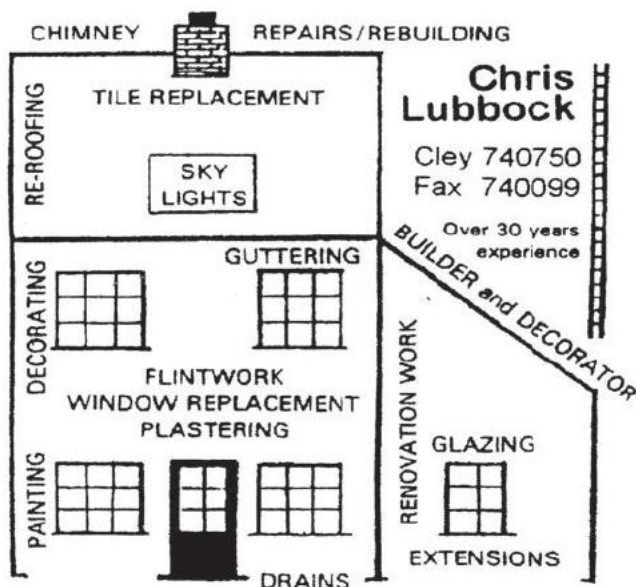 CHIMNEY REPAIRS/REBUILDING
TILE REPLACEMENT
RE-ROOFING
SKY
LIGHTS
Chris
Lubbock
Cley 740750
Fax 740099
Over 30 years
experience
BUILDER and DECORATOR
GUTTERING
DECORATING
FLINTWORK
WINDOW REPLACEMENT
PLASTERING
PAINTING
DRAINS
RENOVATION WORK
GLAZING
EXTENSIONS